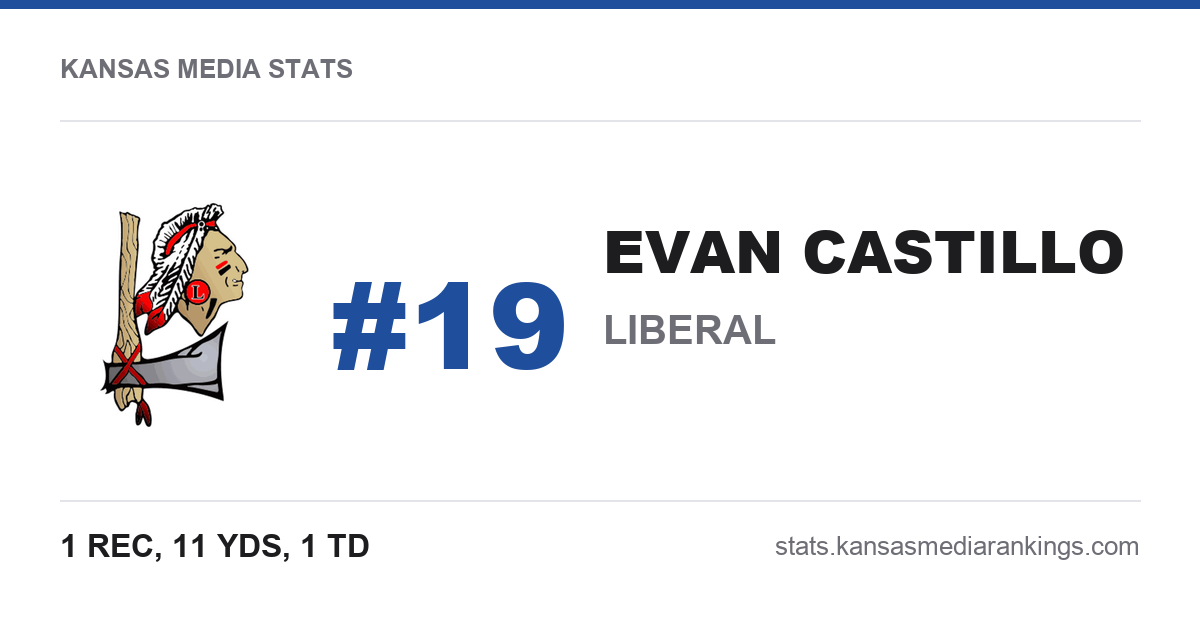 KANSAS MEDIA STATS
L
#19
EVAN CASTILLO
LIBERAL
1 REC, 11 YDS, 1 TD
stats.kansasmediarankings.com